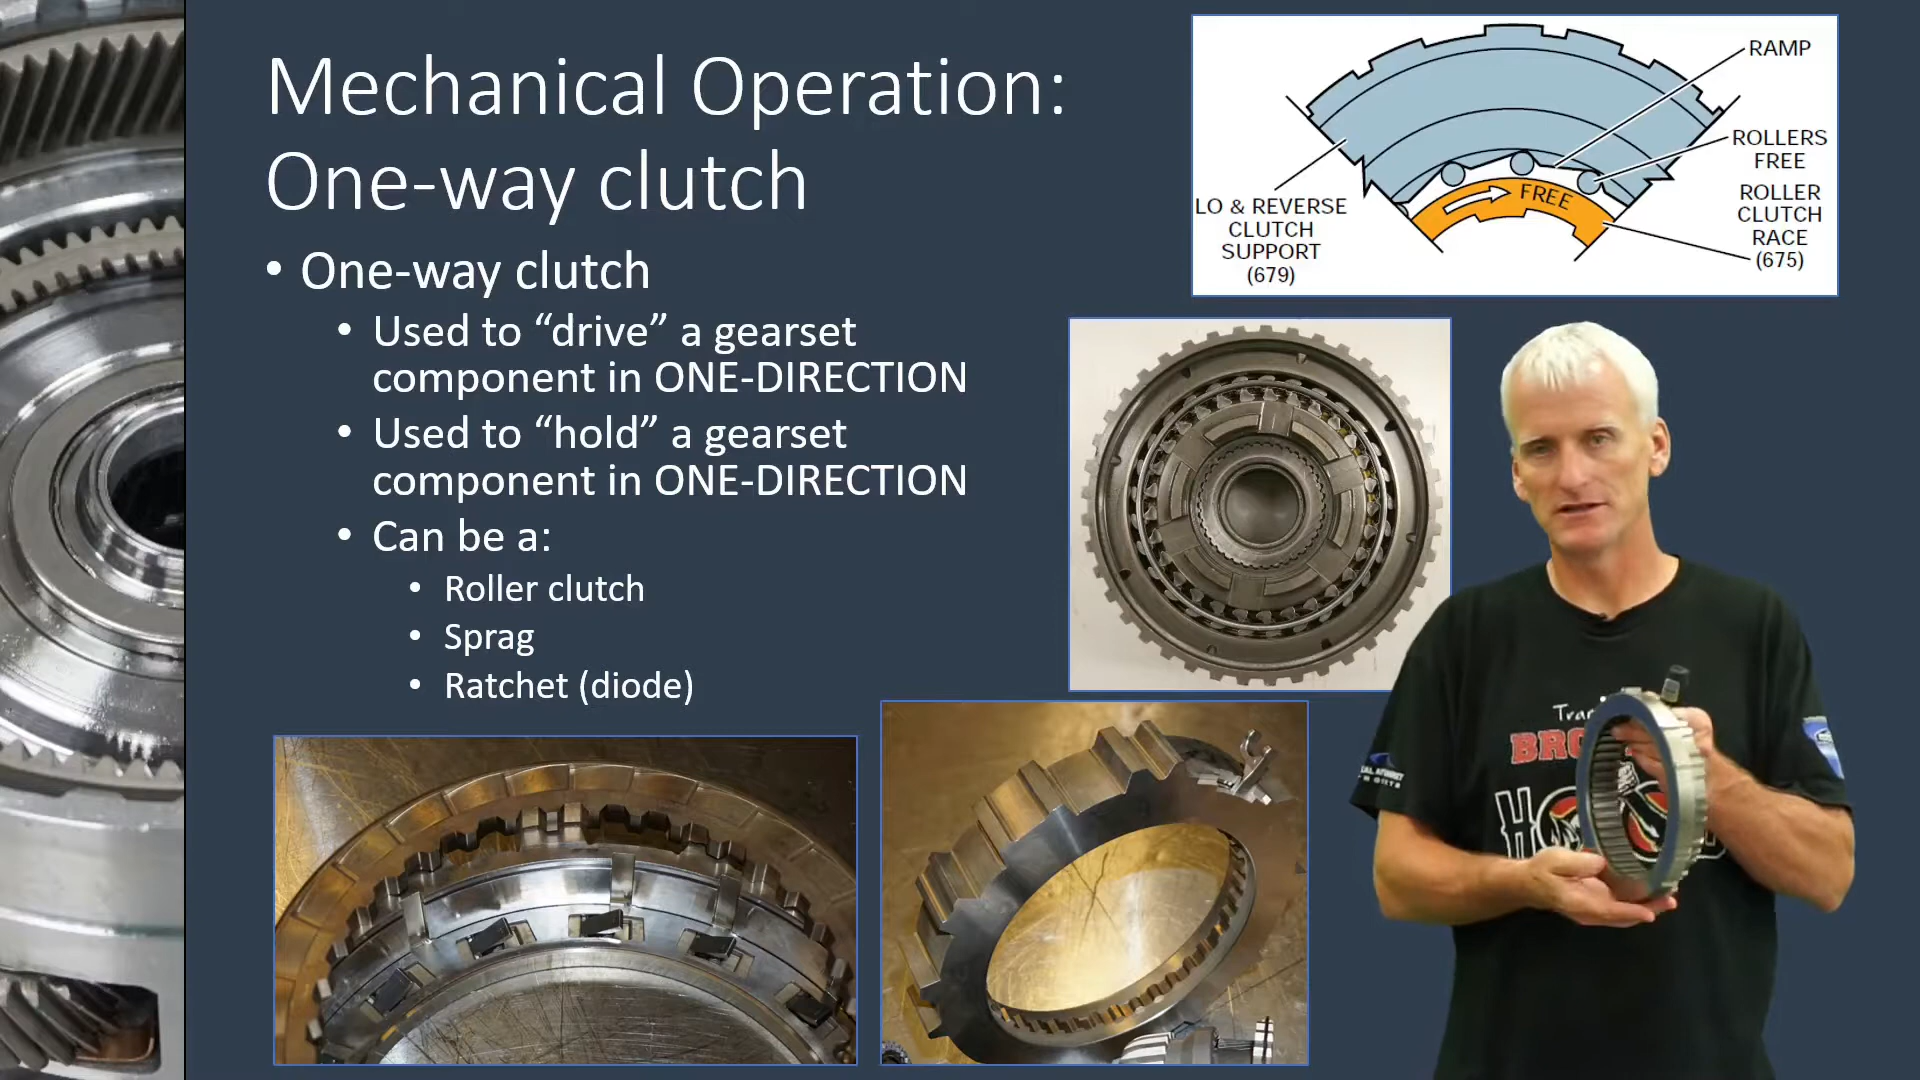 Mechanical Operation:
One-way clutch
• One-way clutch
• Used to “drive” a gearset
component in ONE-DIRECTION
• Used to “hold” a gearset
component in ONE-DIRECTION
• Can be a:
• Roller clutch
• Sprag
• Ratchet (diode)
RAMP
ROLLERS
FREE
ROLLER
CLUTCH
RACE
(675)
FREE
LO & REVERSE
CLUTCH
SUPPORT
(679)